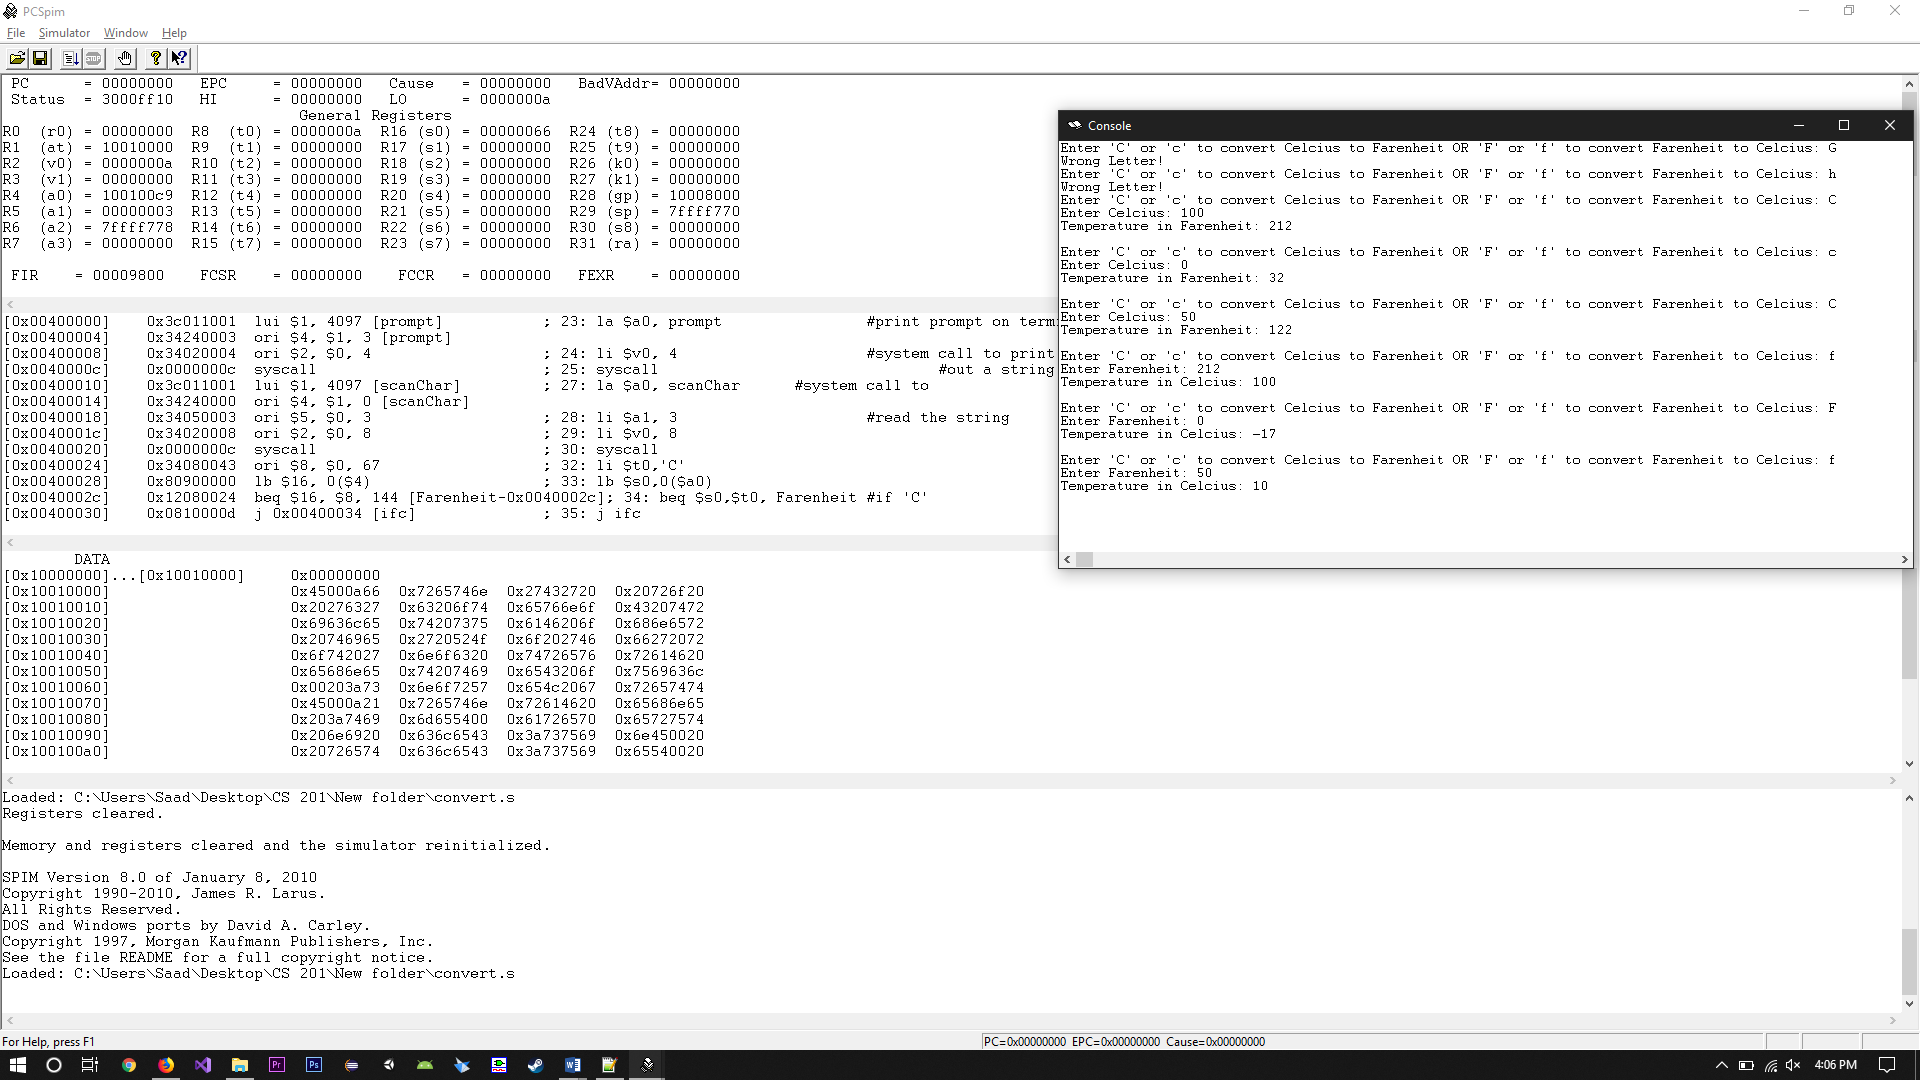 PCSpim
File Simulator Window Help
PC = 00000000 EPC = 00000000 Cause = 00000000 BadVAddr= 00000000
Status = 3000ff10 HI = 00000000 LO = 0000000a
General Registers
R0 (r0) = 00000000 R8 (t0) = 0000000a R16 (s0) = 00000066 R24 (t8) = 00000000
R1 (at) = 10010000 R9 (t1) = 00000000 R17 (s1) = 00000000 R25 (t9) = 00000000
R2 (v0) = 0000000a R10 (t2) = 00000000 R18 (s2) = 00000000 R26 (k0) = 00000000
R3 (v1) = 00000000 R11 (t3) = 00000000 R19 (s3) = 00000000 R27 (k1) = 00000000
R4 (a0) = 100100c9 R12 (t4) = 00000000 R20 (s4) = 00000000 R28 (gp) = 10008000
R5 (a1) = 00000003 R13 (t5) = 00000000 R21 (s5) = 00000000 R29 (sp) = 7ffff770
R6 (a2) = 7ffff778 R14 (t6) = 00000000 R22 (s6) = 00000000 R30 (s8) = 00000000
R7 (a3) = 00000000 R15 (t7) = 00000000 R23 (s7) = 00000000 R31 (ra) = 00000000
FIR = 00009800 FCSR = 00000000 FCCR = 00000000 FEXR = 00000000
[0x00400000] 0x3c011001 lui $1, 4097 [prompt] ; 23: la $a0, prompt #print prompt on term
[0x00400004] 0x34240003 ori $4, $1, 3 [prompt]
[0x00400008] 0x34020004 ori $2, $0, 4 ; 24: li $v0, 4 #system call to print
[0x0040000c] 0x0000000c syscall ; 25: syscall #out a string
[0x00400010] 0x3c011001 lui $1, 4097 [scanChar] ; 27: la $a0, scanChar #system call to
[0x00400014] 0x34240000 ori $4, $1, 0 [scanChar]
[0x00400018] 0x34050003 ori $5, $0, 3 ; 28: li $a1, 3 #read the string
[0x0040001c] 0x34020008 ori $2, $0, 8 ; 29: li $v0, 8
[0x00400020] 0x0000000c syscall ; 30: syscall
[0x00400024] 0x34080043 ori $8, $0, 67 ; 32: li $t0,'C'
[0x00400028] 0x80900000 lb $16, 0($4) ; 33: lb $s0,0($a0)
[0x0040002c] 0x12080024 beq $16, $8, 144 [Farenheit-0x0040002c]; 34: beq $s0,$t0, Farenheit #if 'C'
[0x00400030] 0x0810000d j 0x00400034 [ifc] ; 35: j ifc
DATA
[0x10000000]...[0x10010000] 0x00000000
[0x10010000] 0x45000a66 0x7265746e 0x27432720 0x20726f20
[0x10010010] 0x20276327 0x63206f74 0x65766e6f 0x43207472
[0x10010020] 0x69636c65 0x74207375 0x6146206f 0x686e6572
[0x10010030] 0x20746965 0x2720524f 0x6f202746 0x66272072
[0x10010040] 0x6f742027 0x6e6f6320 0x74726576 0x72614620
[0x10010050] 0x65686e65 0x74207469 0x6543206f 0x7569636c
[0x10010060] 0x00203a73 0x6e6f7257 0x654c2067 0x72657474
[0x10010070] 0x45000a21 0x7265746e 0x72614620 0x65686e65
[0x10010080] 0x203a7469 0x6d655400 0x61726570 0x65727574
[0x10010090] 0x206e6920 0x636c6543 0x3a737569 0x6e450020
[0x100100a0] 0x20726574 0x636c6543 0x3a737569 0x65540020
Loaded: C:\Users\Saad\Desktop\CS 201\New folder\convert.s
Registers cleared.
Memory and registers cleared and the simulator reinitialized.
SPIM Version 8.0 of January 8, 2010
Copyright 1990-2010, James R. Larus.
All Rights Reserved.
DOS and Windows ports by David A. Carley.
Copyright 1997, Morgan Kaufmann Publishers, Inc.
See the file README for a full copyright notice.
Loaded: C:\Users\Saad\Desktop\CS 201\New folder\convert.s
Console
Enter 'C' or 'c' to convert Celcius to Farenheit OR 'F' or 'f' to convert Farenheit to Celcius: G
Wrong Letter!
Enter 'C' or 'c' to convert Celcius to Farenheit OR 'F' or 'f' to convert Farenheit to Celcius: h
Wrong Letter!
Enter 'C' or 'c' to convert Celcius to Farenheit OR 'F' or 'f' to convert Farenheit to Celcius: C
Enter Celcius: 100
Temperature in Farenheit: 212
Enter 'C' or 'c' to convert Celcius to Farenheit OR 'F' or 'f' to convert Farenheit to Celcius: c
Enter Celcius: 0
Temperature in Farenheit: 32
Enter 'C' or 'c' to convert Celcius to Farenheit OR 'F' or 'f' to convert Farenheit to Celcius: C
Enter Celcius: 50
Temperature in Farenheit: 122
Enter 'C' or 'c' to convert Celcius to Farenheit OR 'F' or 'f' to convert Farenheit to Celcius: f
Enter Farenheit: 212
Temperature in Celcius: 100
Enter 'C' or 'c' to convert Celcius to Farenheit OR 'F' or 'f' to convert Farenheit to Celcius: F
Enter Farenheit: 0
Temperature in Celcius: -17
Enter 'C' or 'c' to convert Celcius to Farenheit OR 'F' or 'f' to convert Farenheit to Celcius: f
Enter Farenheit: 50
Temperature in Celcius: 10
For Help, press F1
PC=0x00000000 EPC=0x00000000 Cause=0x00000000
Pr Ps
4:06 PM